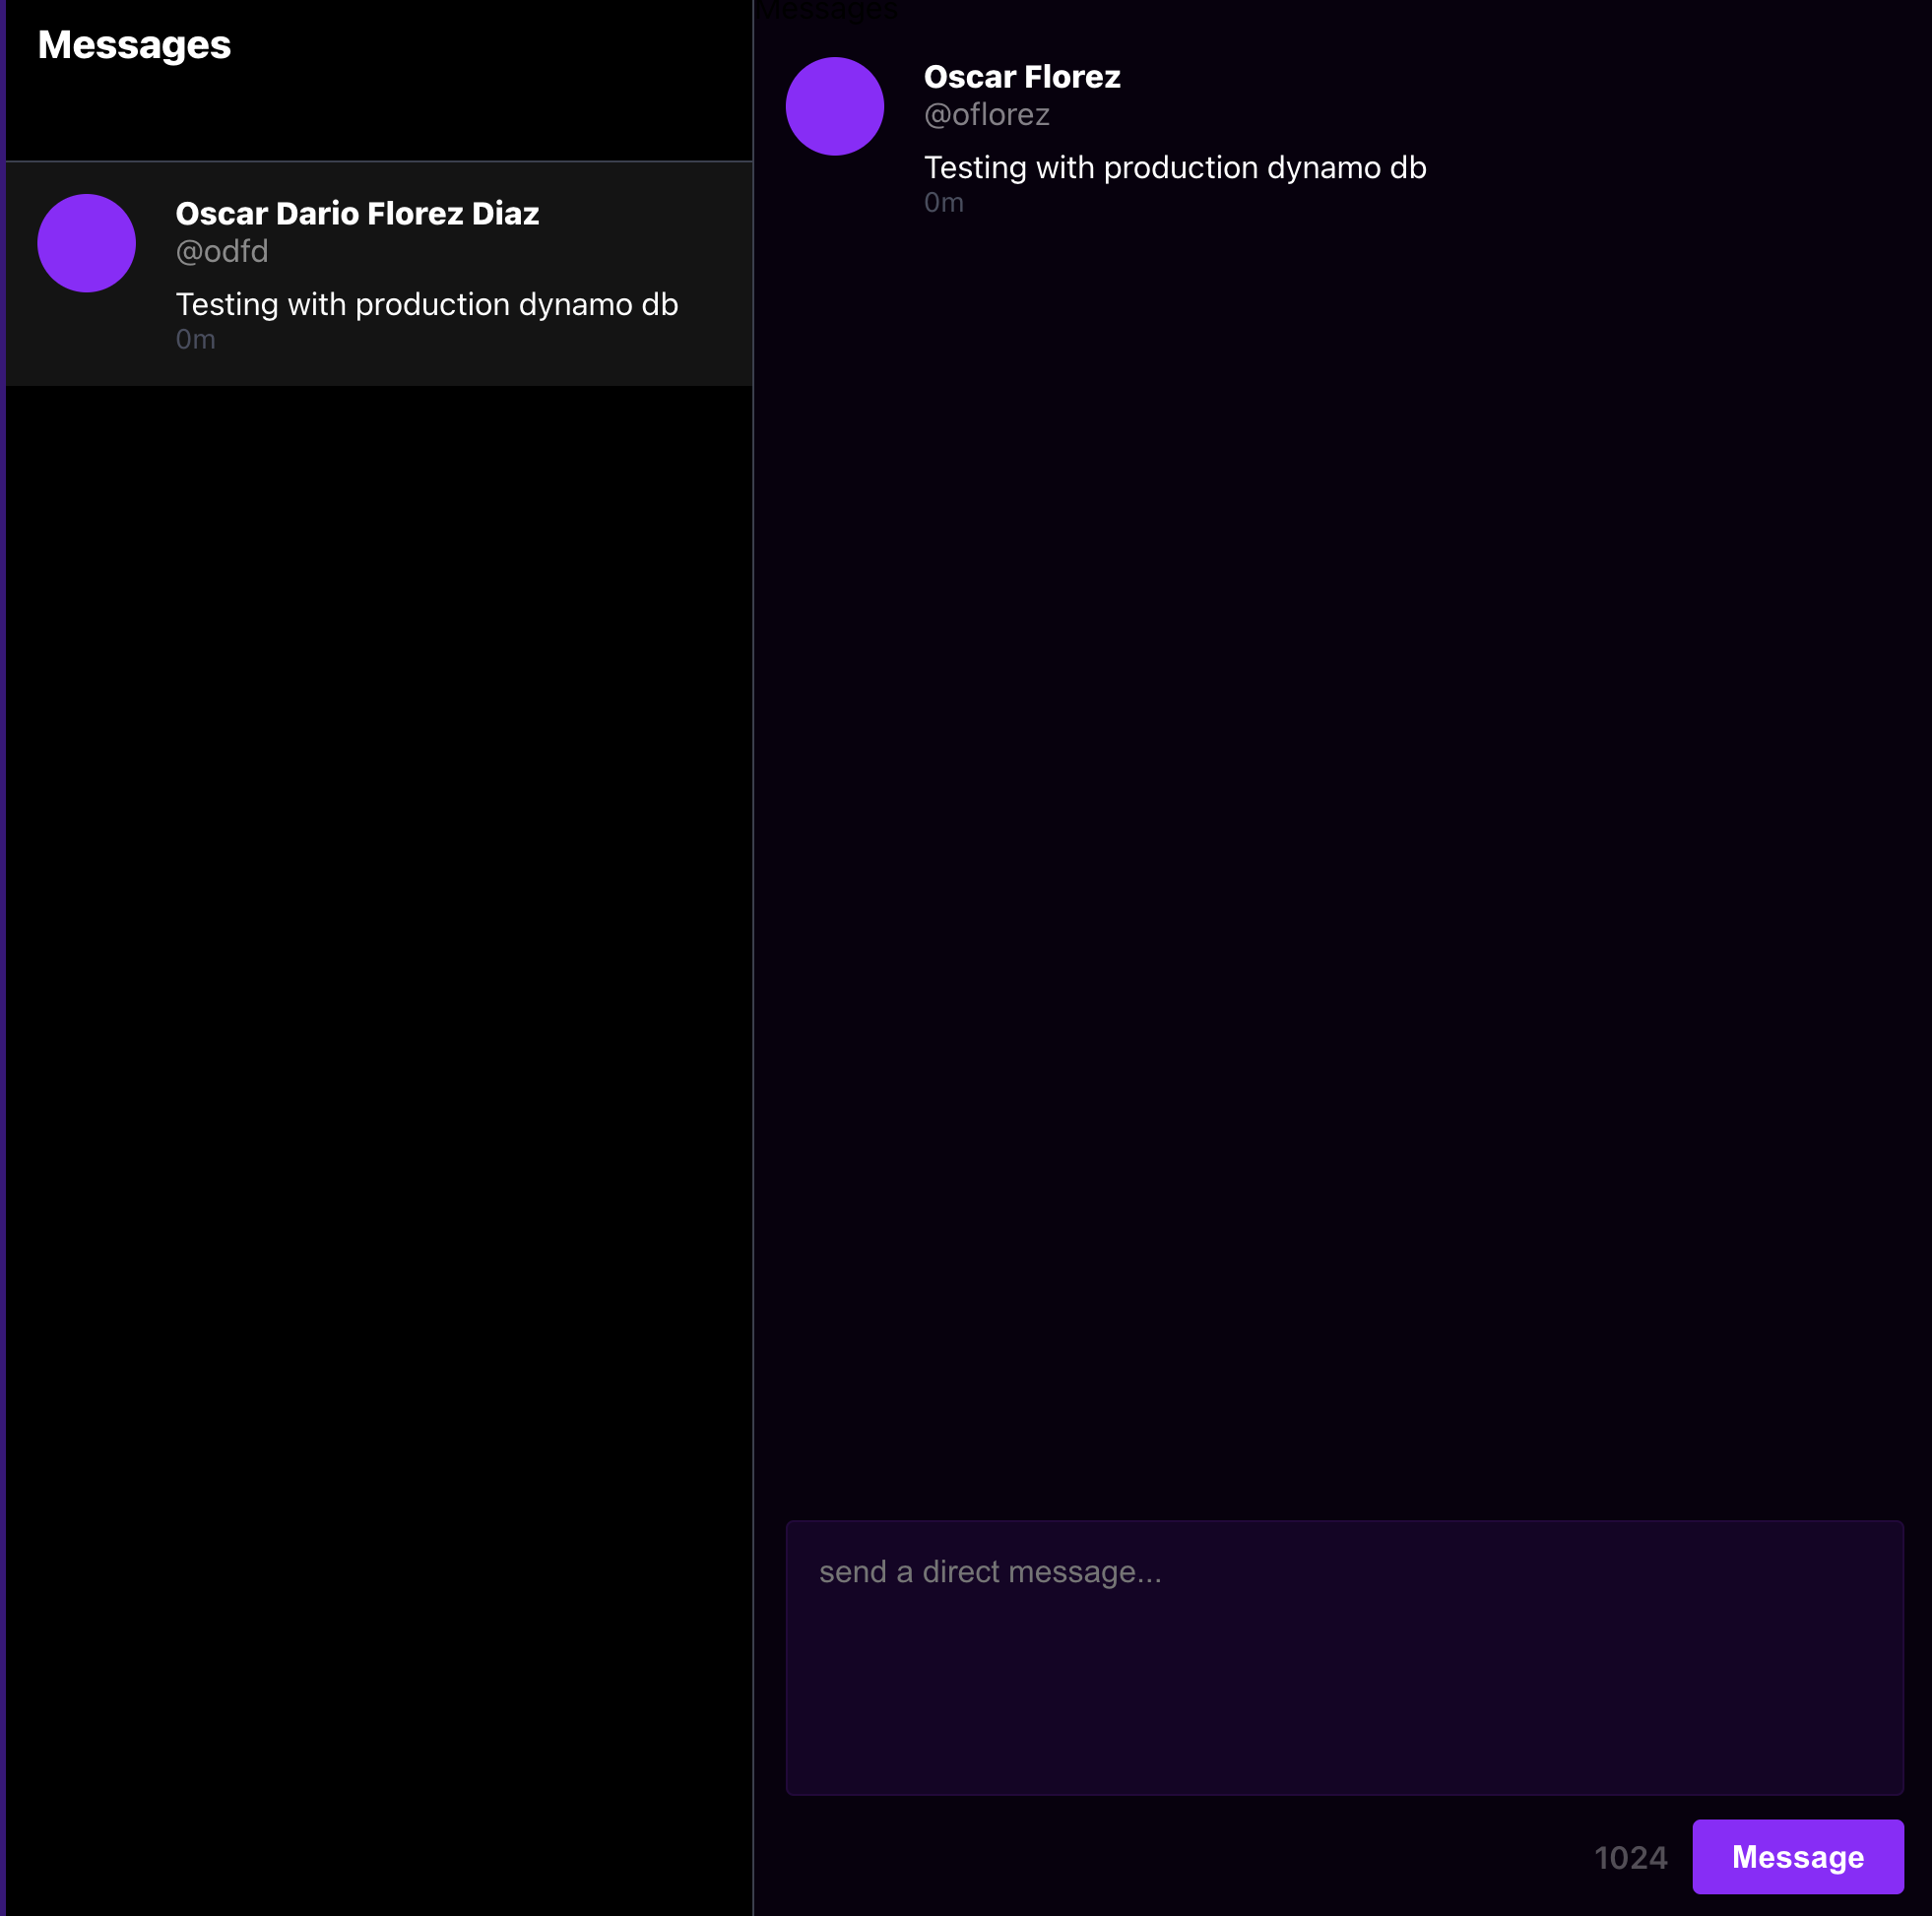 Messages
Oscar Dario Florez Diaz
@odfd
Testing with production dynamo db
0m
Messages
Oscar Florez
@oflorez
Testing with production dynamo db
0m
send a direct message...
1024
Message